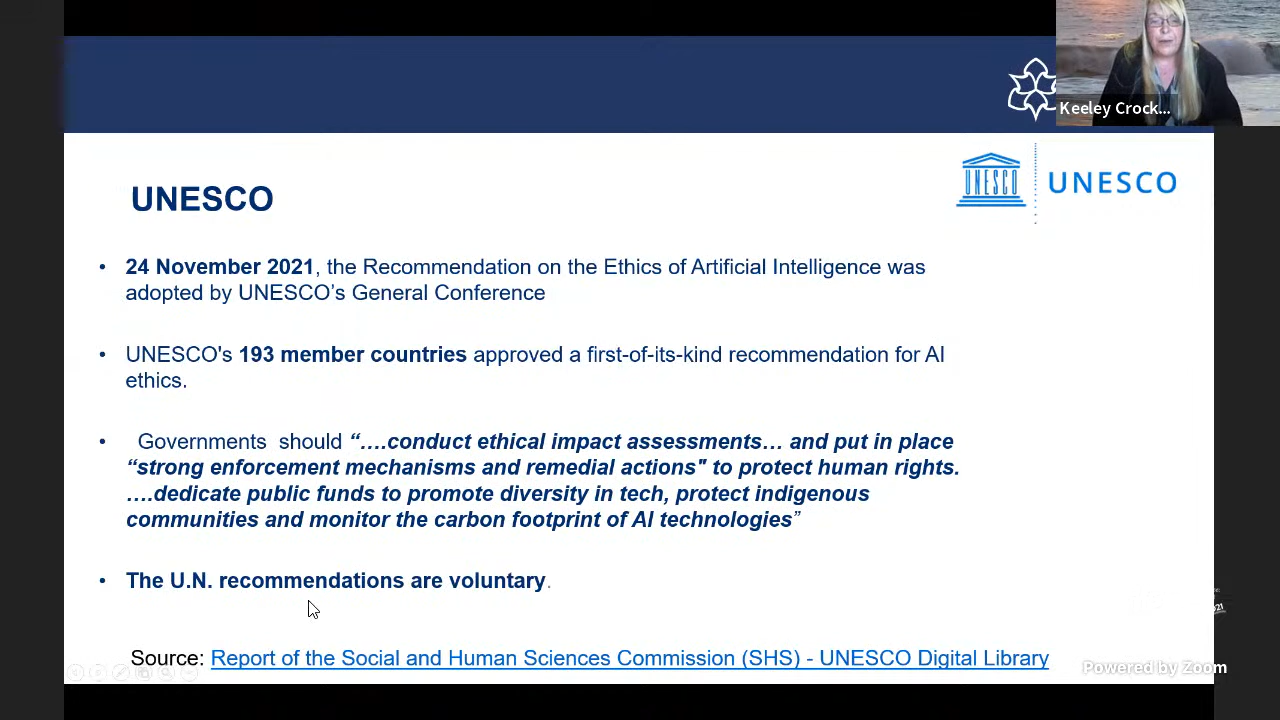 Keeley Crock...
UNESCO
UNESCO
UNESCO
• 24 November 2021, the Recommendation on the Ethics of Artificial Intelligence was
adopted by UNESCO’s General Conference
• UNESCO's 193 member countries approved a first-of-its-kind recommendation for AI
ethics.
• Governments should “….conduct ethical impact assessments… and put in place
“strong enforcement mechanisms and remedial actions" to protect human rights.
….dedicate public funds to promote diversity in tech, protect indigenous
communities and monitor the carbon footprint of AI technologies”
• The U.N. recommendations are voluntary.
Source: Report of the Social and Human Sciences Commission (SHS) - UNESCO Digital Library
Powered by Zoom